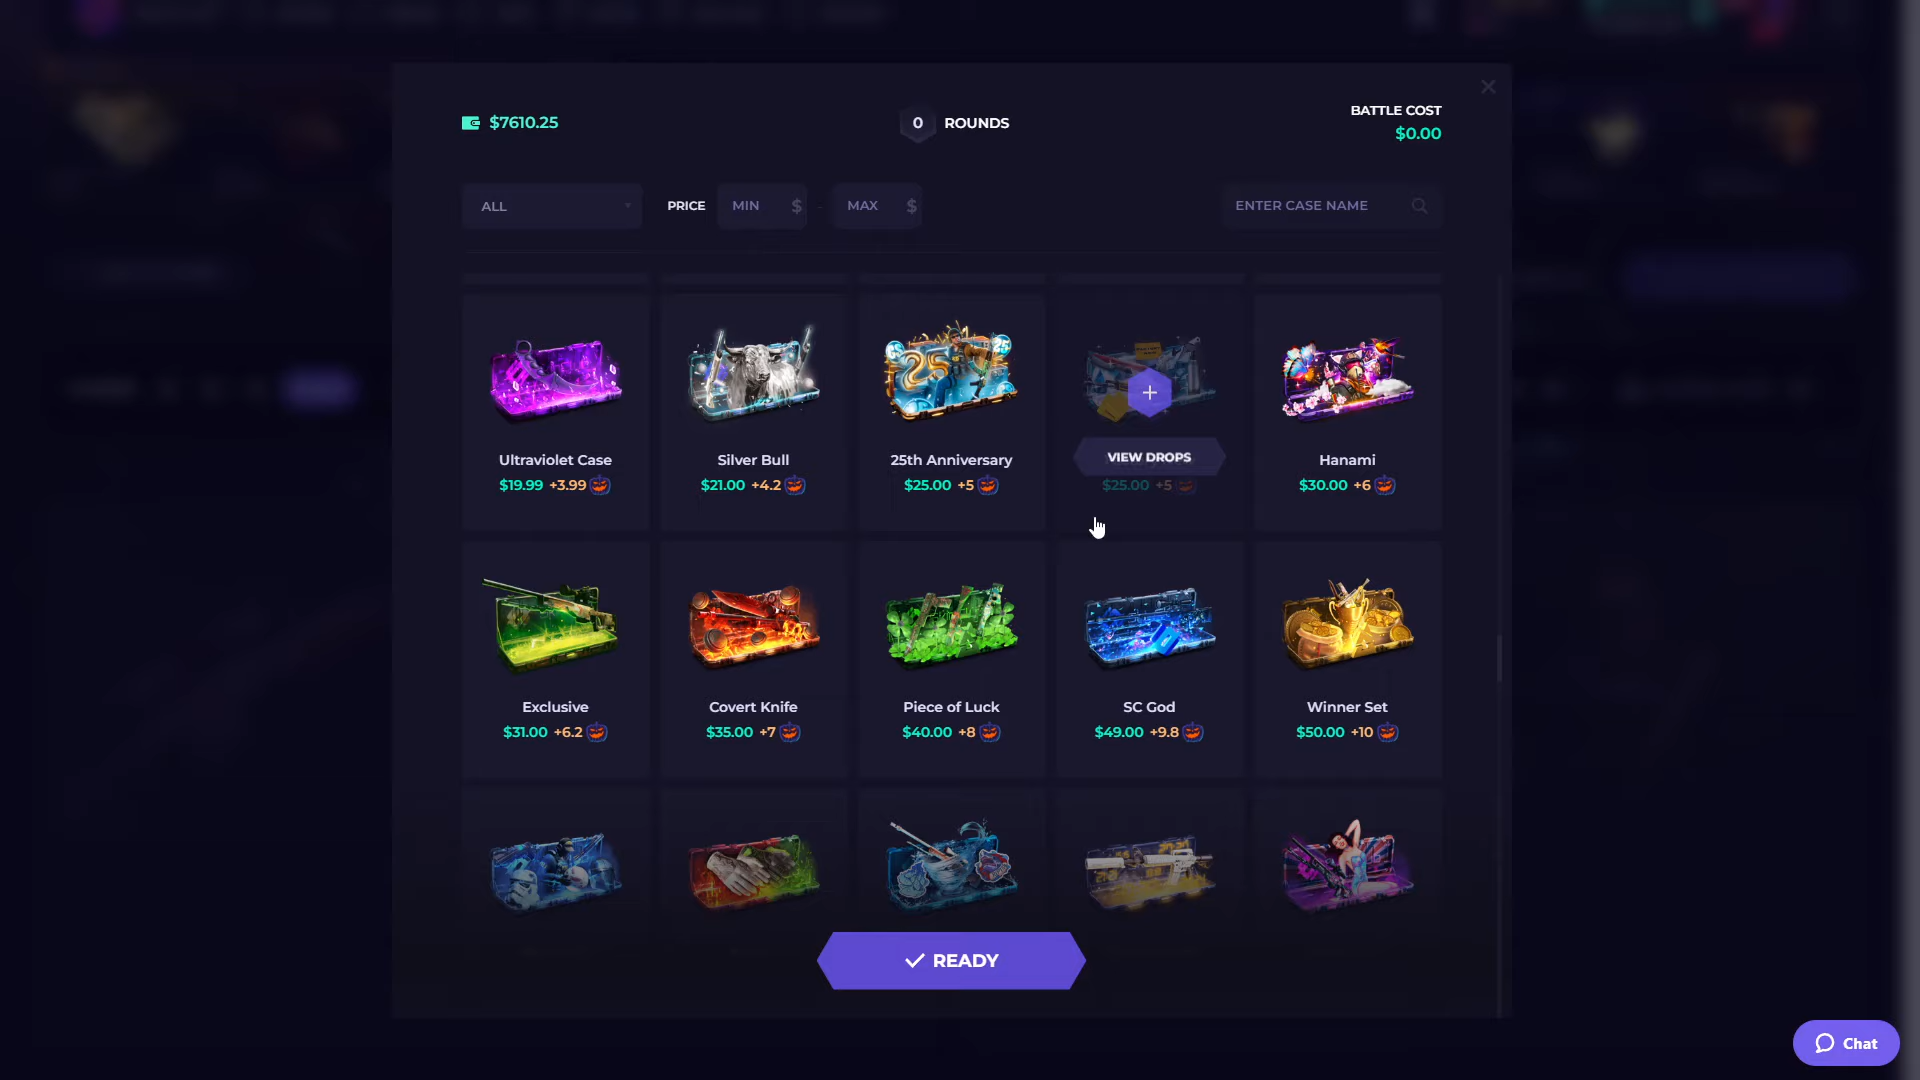 $7610.25
0 ROUNDS
BATTLE COST
$0.00
ALL
PRICE
MIN $
-
MAX $
ENTER CASE NAME
25
25
VIEW DROPS
Ultraviolet Case
Silver Bull
25th Anniversary
Hanami
$19.99 +3.99
$21.00 +4.2
$25.00 +5
$25.00 +5
$30.00 +6
Exclusive
Covert Knife
Piece of Luck
SC God
Winner Set
$31.00 +6.2
$35.00 +7
$40.00 +8
$49.00 +9.8
$50.00 +10
READY
Chat